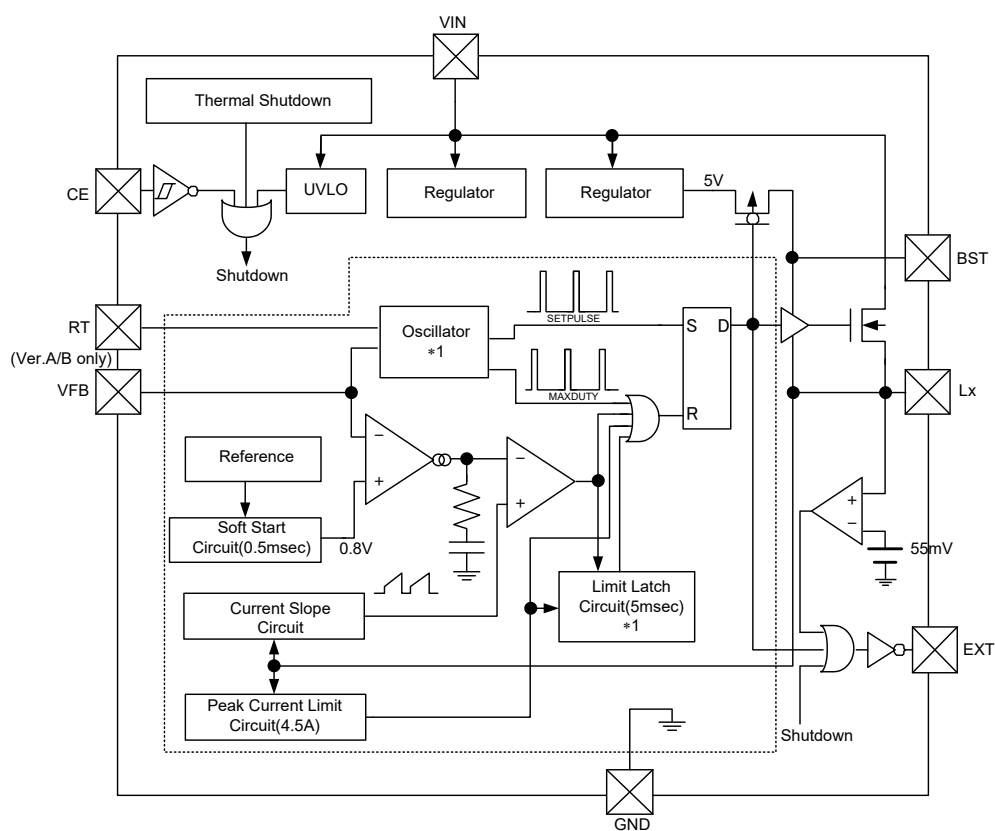 VIN
Thermal Shutdown
CE
UVLO
Regulator
Regulator
5V
Shutdown
BST
RT
(Ver.A/B only)
Oscillator
*1
SETPULSE
S D
VFB
MAXDUTY
R
Lx
Reference
−
+
−
+
Soft Start
Circuit(0.5msec)
0.8V
+
−
55mV
Current Slope
Circuit
Limit Latch
Circuit(5msec)
*1
EXT
Peak Current Limit
Circuit(4.5A)
Shutdown
GND